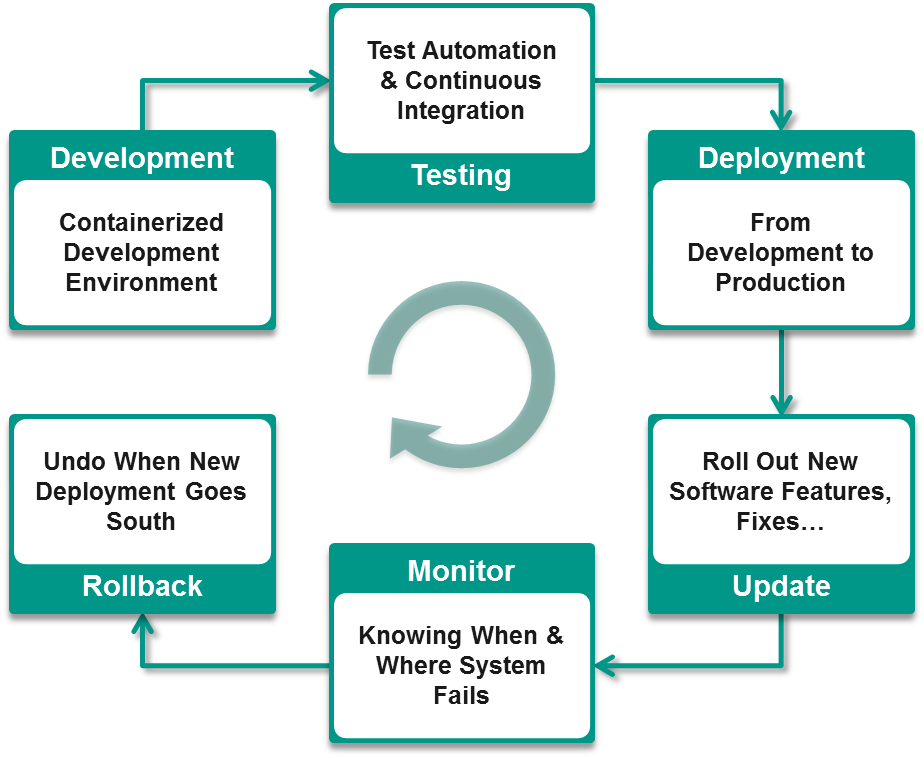 Test Automation
& Continuous
Integration
Testing
Development
Containerized
Development
Environment
Deployment
From
Development to
Production
Undo When New
Deployment Goes
South
Rollback
Monitor
Knowing When &
Where System
Fails
Roll Out New
Software Features,
Fixes…
Update